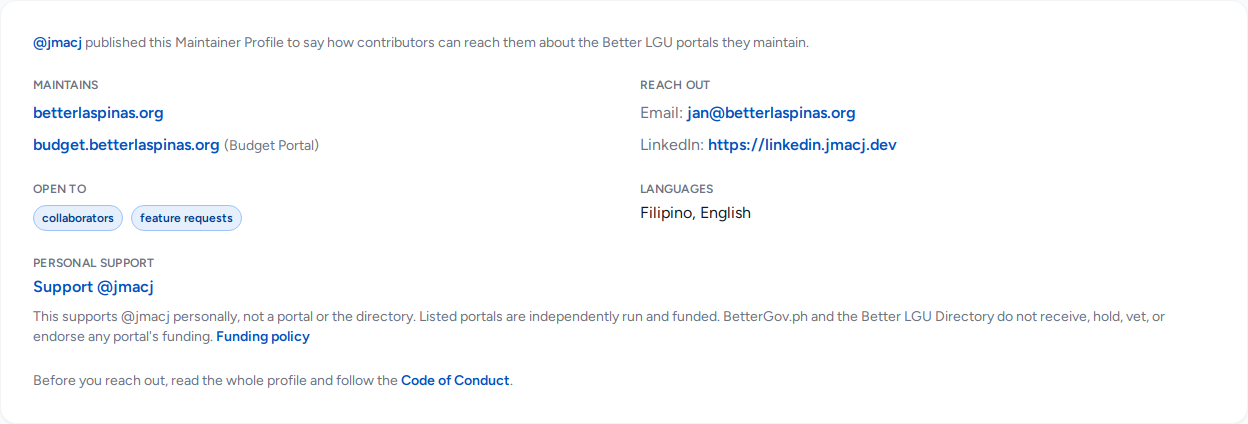 @jmacj published this Maintainer Profile to say how contributors can reach them about the Better LGU portals they maintain.
MAINTAINS
betterlaspinas.org
budget.betterlaspinas.org (Budget Portal)
REACH OUT
Email: jan@betterlaspinas.org
LinkedIn: https://linkedin.jmacj.dev
OPEN TO
collaborators
feature requests
LANGUAGES
Filipino, English
PERSONAL SUPPORT
Support @jmacj
This supports @jmacj personally, not a portal or the directory. Listed portals are independently run and funded. BetterGov.ph and the Better LGU Directory do not receive, hold, vet, or
endorse any portal's funding. Funding policy
Before you reach out, read the whole profile and follow the Code of Conduct.